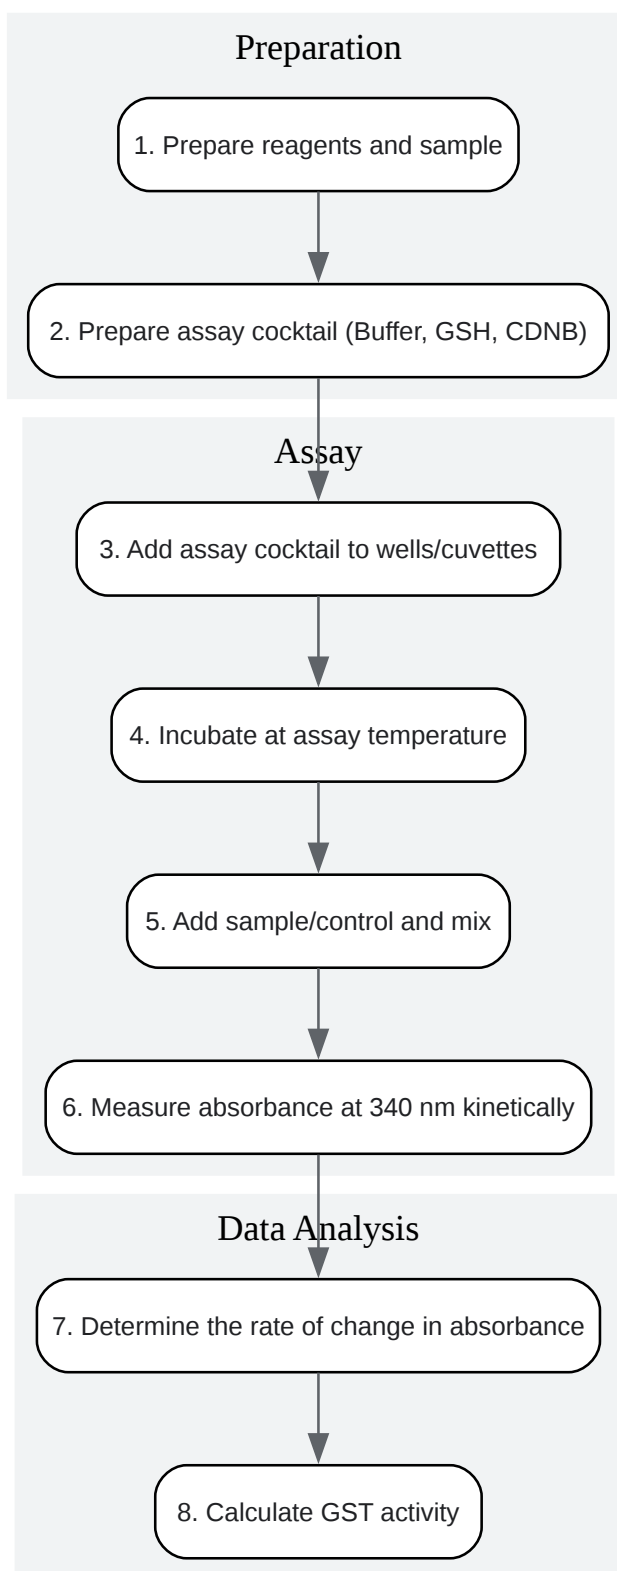 Preparation
1. Prepare reagents and sample
2. Prepare assay cocktail (Buffer, GSH, CDNB)
Assay
3. Add assay cocktail to wells/cuvettes
4. Incubate at assay temperature
5. Add sample/control and mix
6. Measure absorbance at 340 nm kinetically
Data Analysis
7. Determine the rate of change in absorbance
8. Calculate GST activity